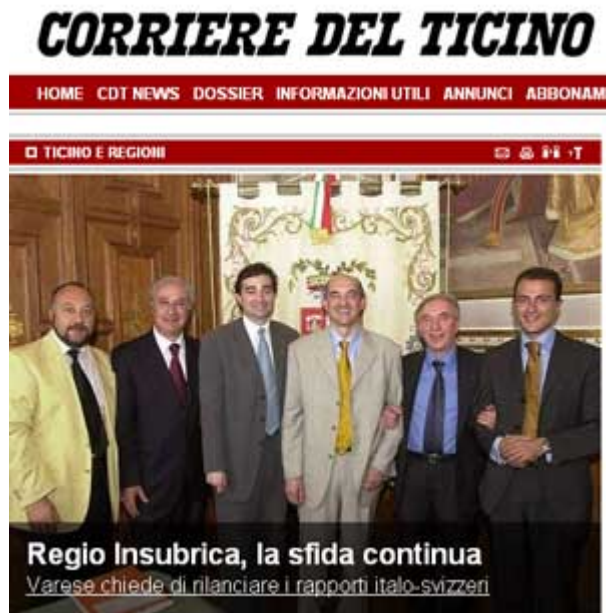 CORRIERE DEL TICINO
HOME CDT NEWS DOSSIER INFORMAZIONI UTILI ANNUNCI ABBONAM
TICINO E REGIONI
Regio Insubrica, la sfida continua
Varese chiede di rilanciare i rapporti italo-svizzeri